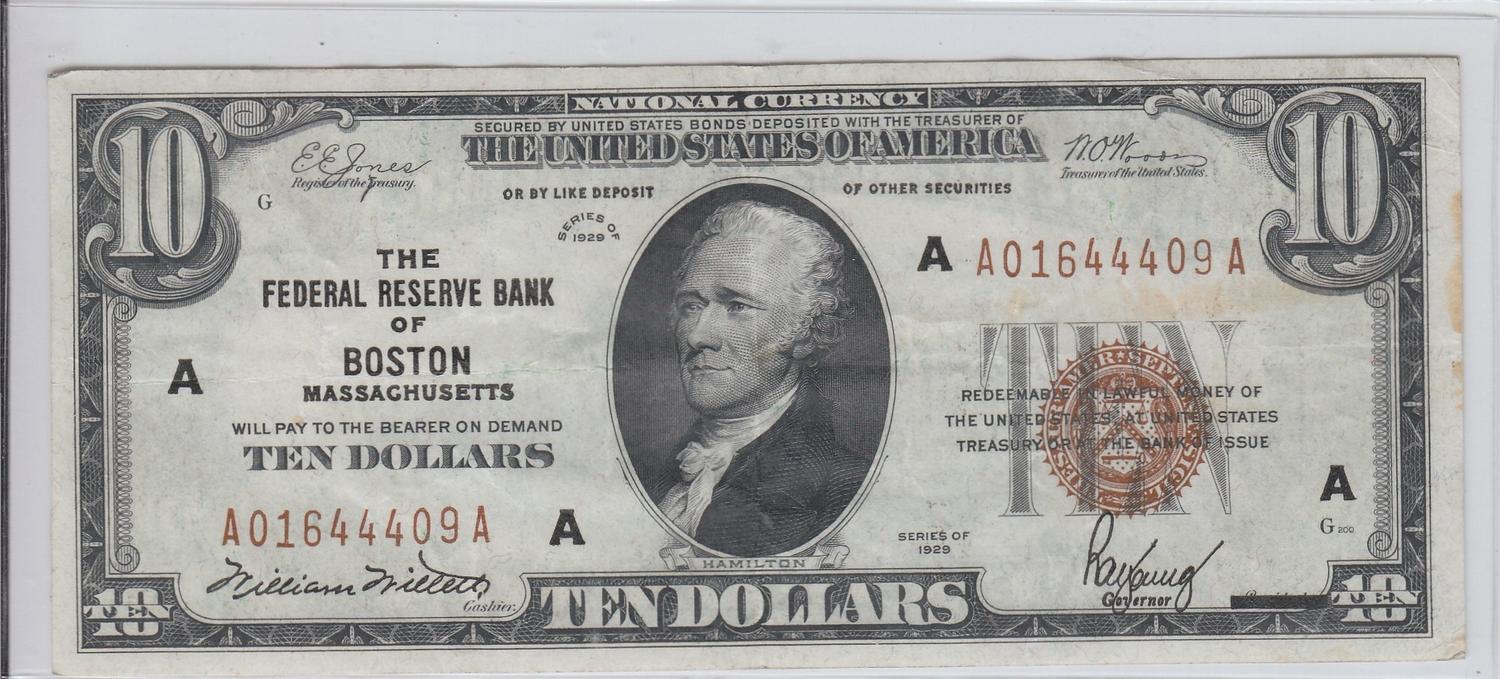 NATIONAL CURRENCY
SECURED BY UNITED STATES BONDS DEPOSITED WITH THE TREASURER OF
THE UNITED STATES OF AMERICA
OR BY LIKE DEPOSIT OF OTHER SECURITIES
10
10
E E Jones
Register of the Treasury.
W.O. Woods
Treasurer of the United States.
G
SERIES OF
1929
THE
FEDERAL RESERVE BANK
OF
BOSTON
MASSACHUSETTS
WILL PAY TO THE BEARER ON DEMAND
TEN DOLLARS
A
A01644409A
A
William Willett
Cashier.
HAMILTON
A A01644409A
TEN
REDEEMABLE IN LAWFUL MONEY OF
THE UNITED STATES AT UNITED STATES
TREASURY OR AT THE BANK OF ISSUE
A
G200
SERIES OF
1929
R A Young
Governor
10
TEN
TEN DOLLARS
10
TEN